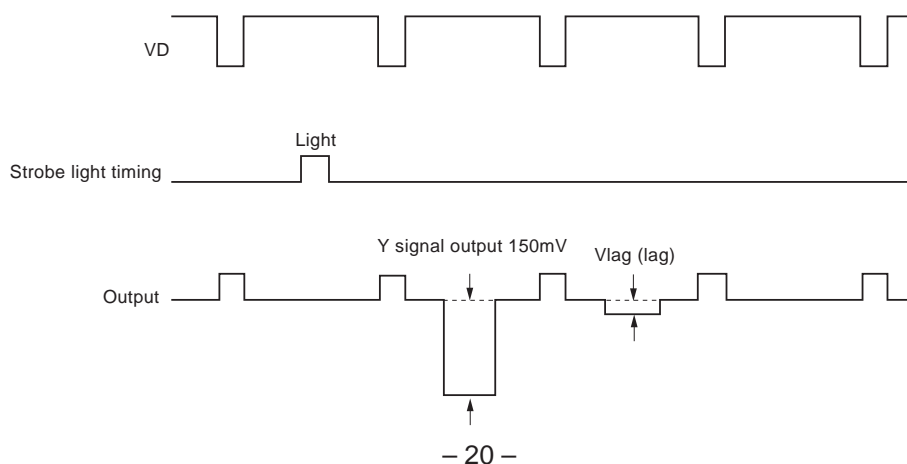 VD
Light
Strobe light timing
Y signal output 150mV
Vlag (lag)
Output
– 20 –